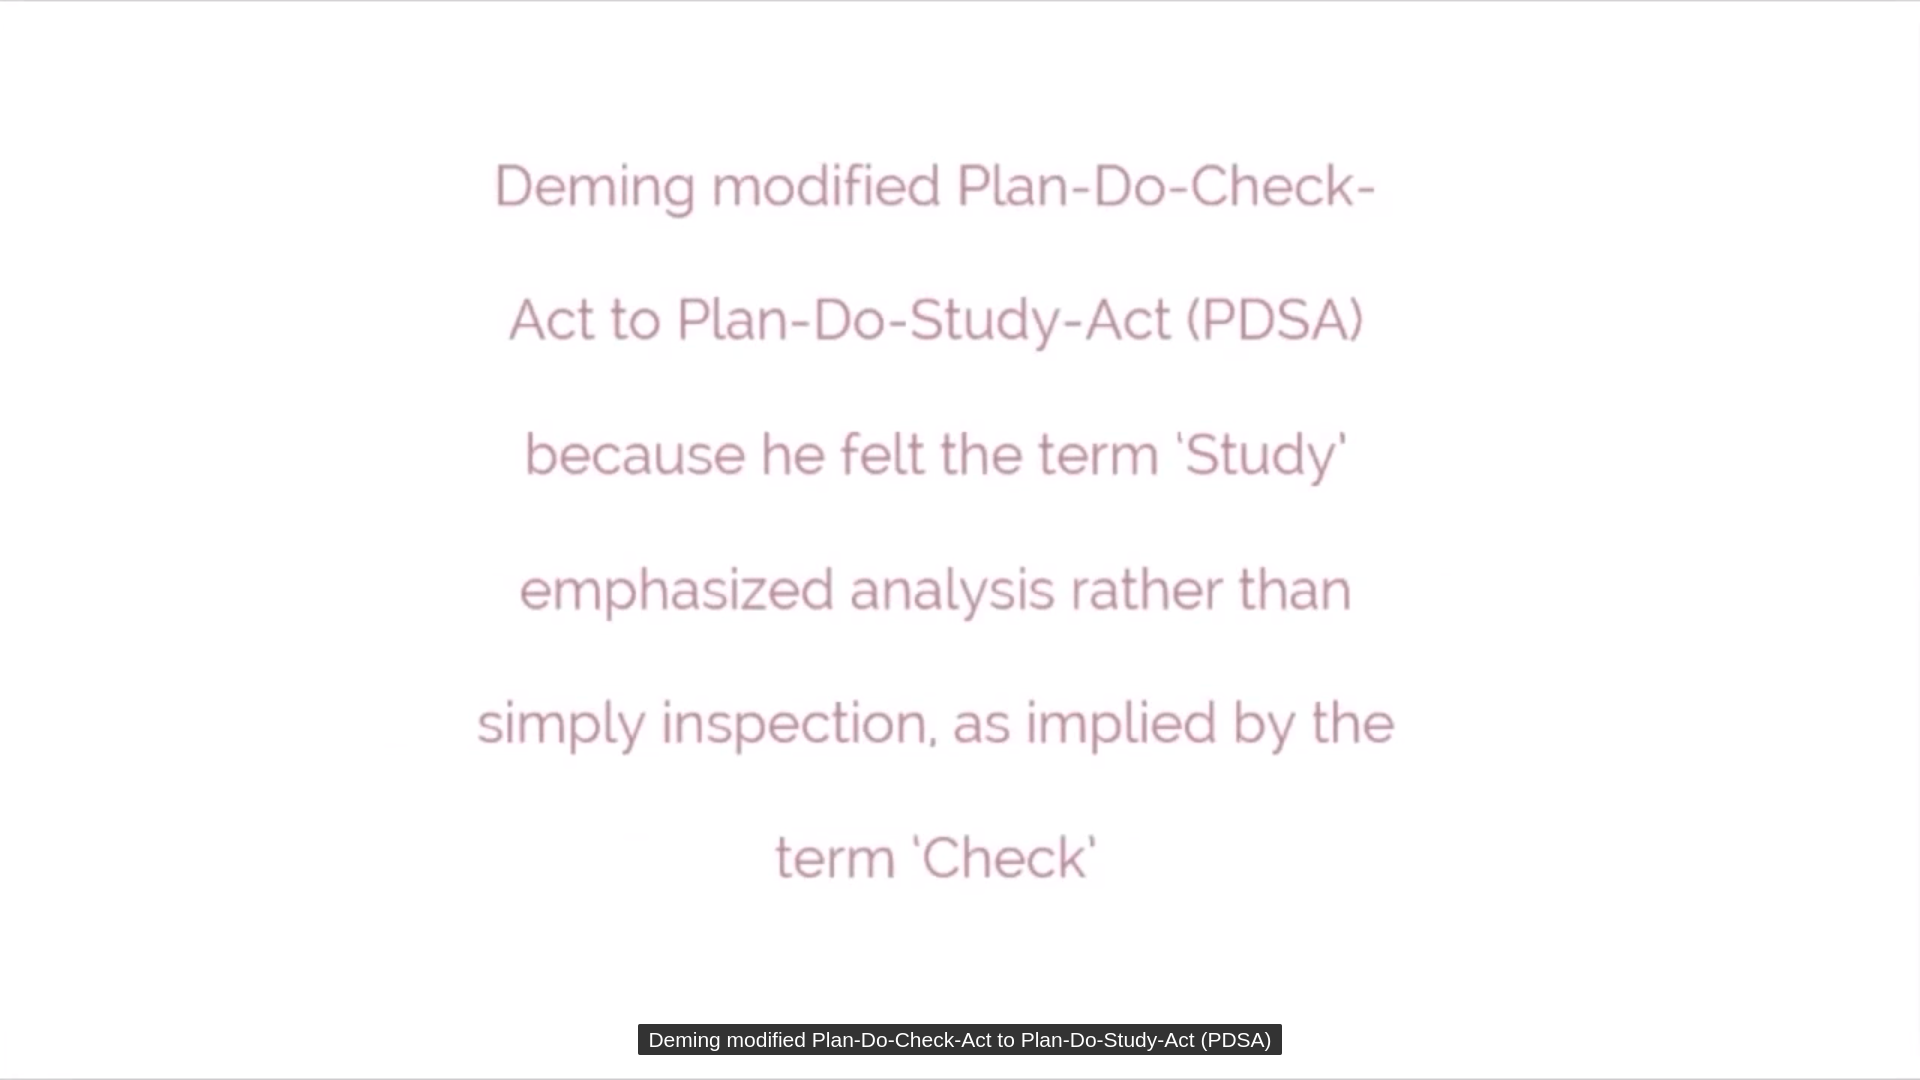 Deming modified Plan-Do-Check-
Act to Plan-Do-Study-Act (PDSA)
because he felt the term ‘Study’
emphasized analysis rather than
simply inspection, as implied by the
term ‘Check’
Deming modified Plan-Do-Check-Act to Plan-Do-Study-Act (PDSA)